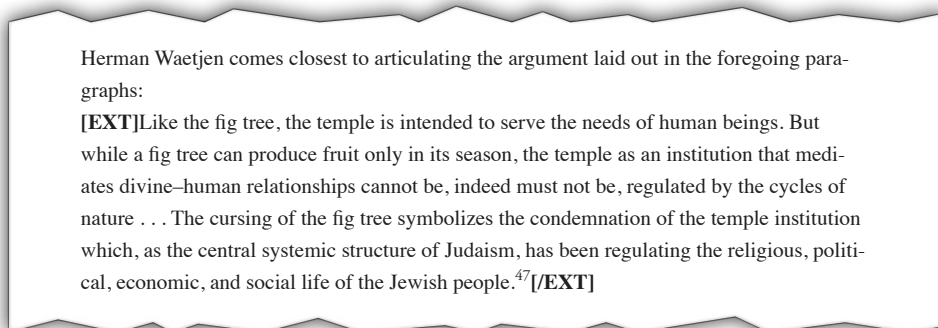 Herman Waetjen comes closest to articulating the argument laid out in the foregoing para-
graphs:
[EXT]Like the fig tree, the temple is intended to serve the needs of human beings. But
while a fig tree can produce fruit only in its season, the temple as an institution that medi-
ates divine–human relationships cannot be, indeed must not be, regulated by the cycles of
nature . . . The cursing of the fig tree symbolizes the condemnation of the temple institution
which, as the central systemic structure of Judaism, has been regulating the religious, politi-
cal, economic, and social life of the Jewish people.47[/EXT]